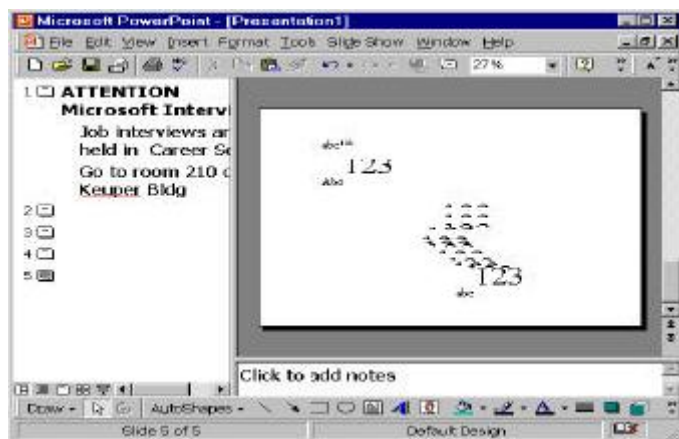 Microsoft PowerPoint - [Presentation1]
File Edit View Insert Format Tools Slide Show Window Help
27%
1 ATTENTION
Microsoft Intervi
Job interviews ar
held in Career Se
Go to room 210 o
Keuper Bldg
2
3
4
5
abc
123
Abc
123
abc
Click to add notes
Draw AutoShapes
Slide 5 of 5 Default Design